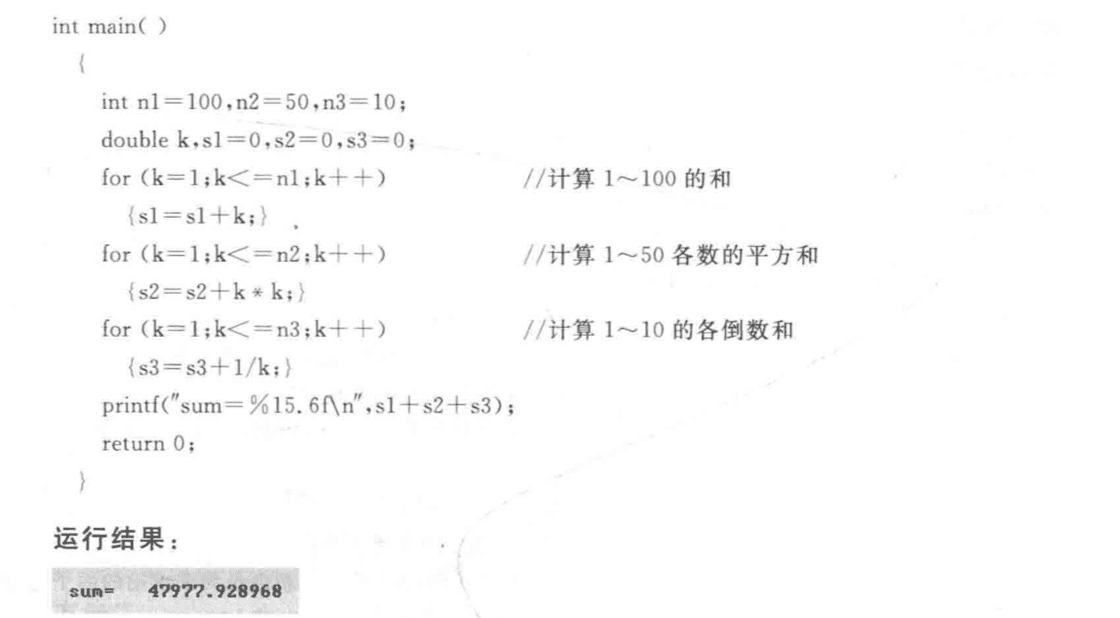 int main( )
{
int n1=100,n2=50,n3=10;
double k,s1=0,s2=0,s3=0;
for (k=1;k<=n1;k++) //计算 1~100 的和
{s1=s1+k;}
for (k=1;k<=n2;k++) //计算 1~50 各数的平方和
{s2=s2+k*k;}
for (k=1;k<=n3;k++) //计算 1~10 的各倒数和
{s3=s3+1/k;}
printf("sum=%15.6f\n",s1+s2+s3);
return 0;
}
运行结果：
sum= 47977.928968